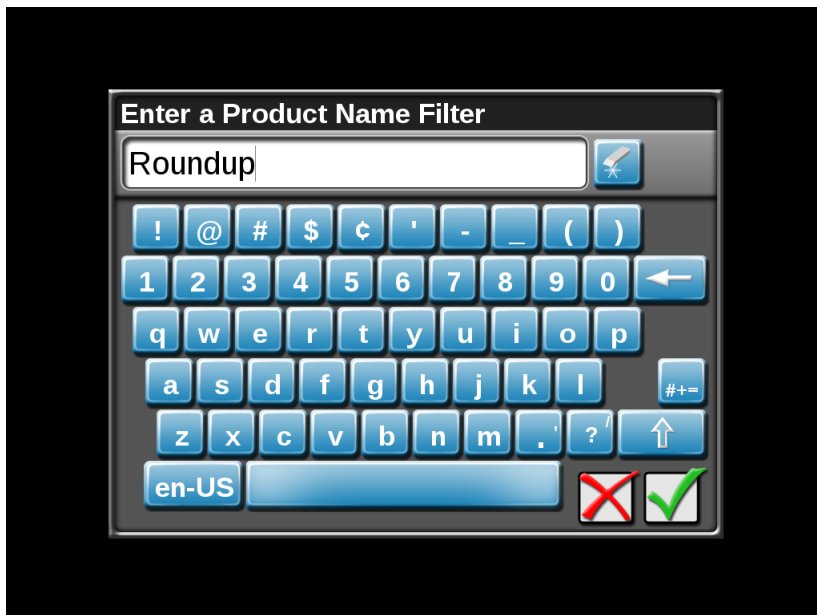 Enter a Product Name Filter
Roundup
! @ # $ ¢ ' - _ ( )
1 2 3 4 5 6 7 8 9 0
q w e r t y u i o p
a s d f g h j k l #+=
z x c v b n m . , ? /
en-US